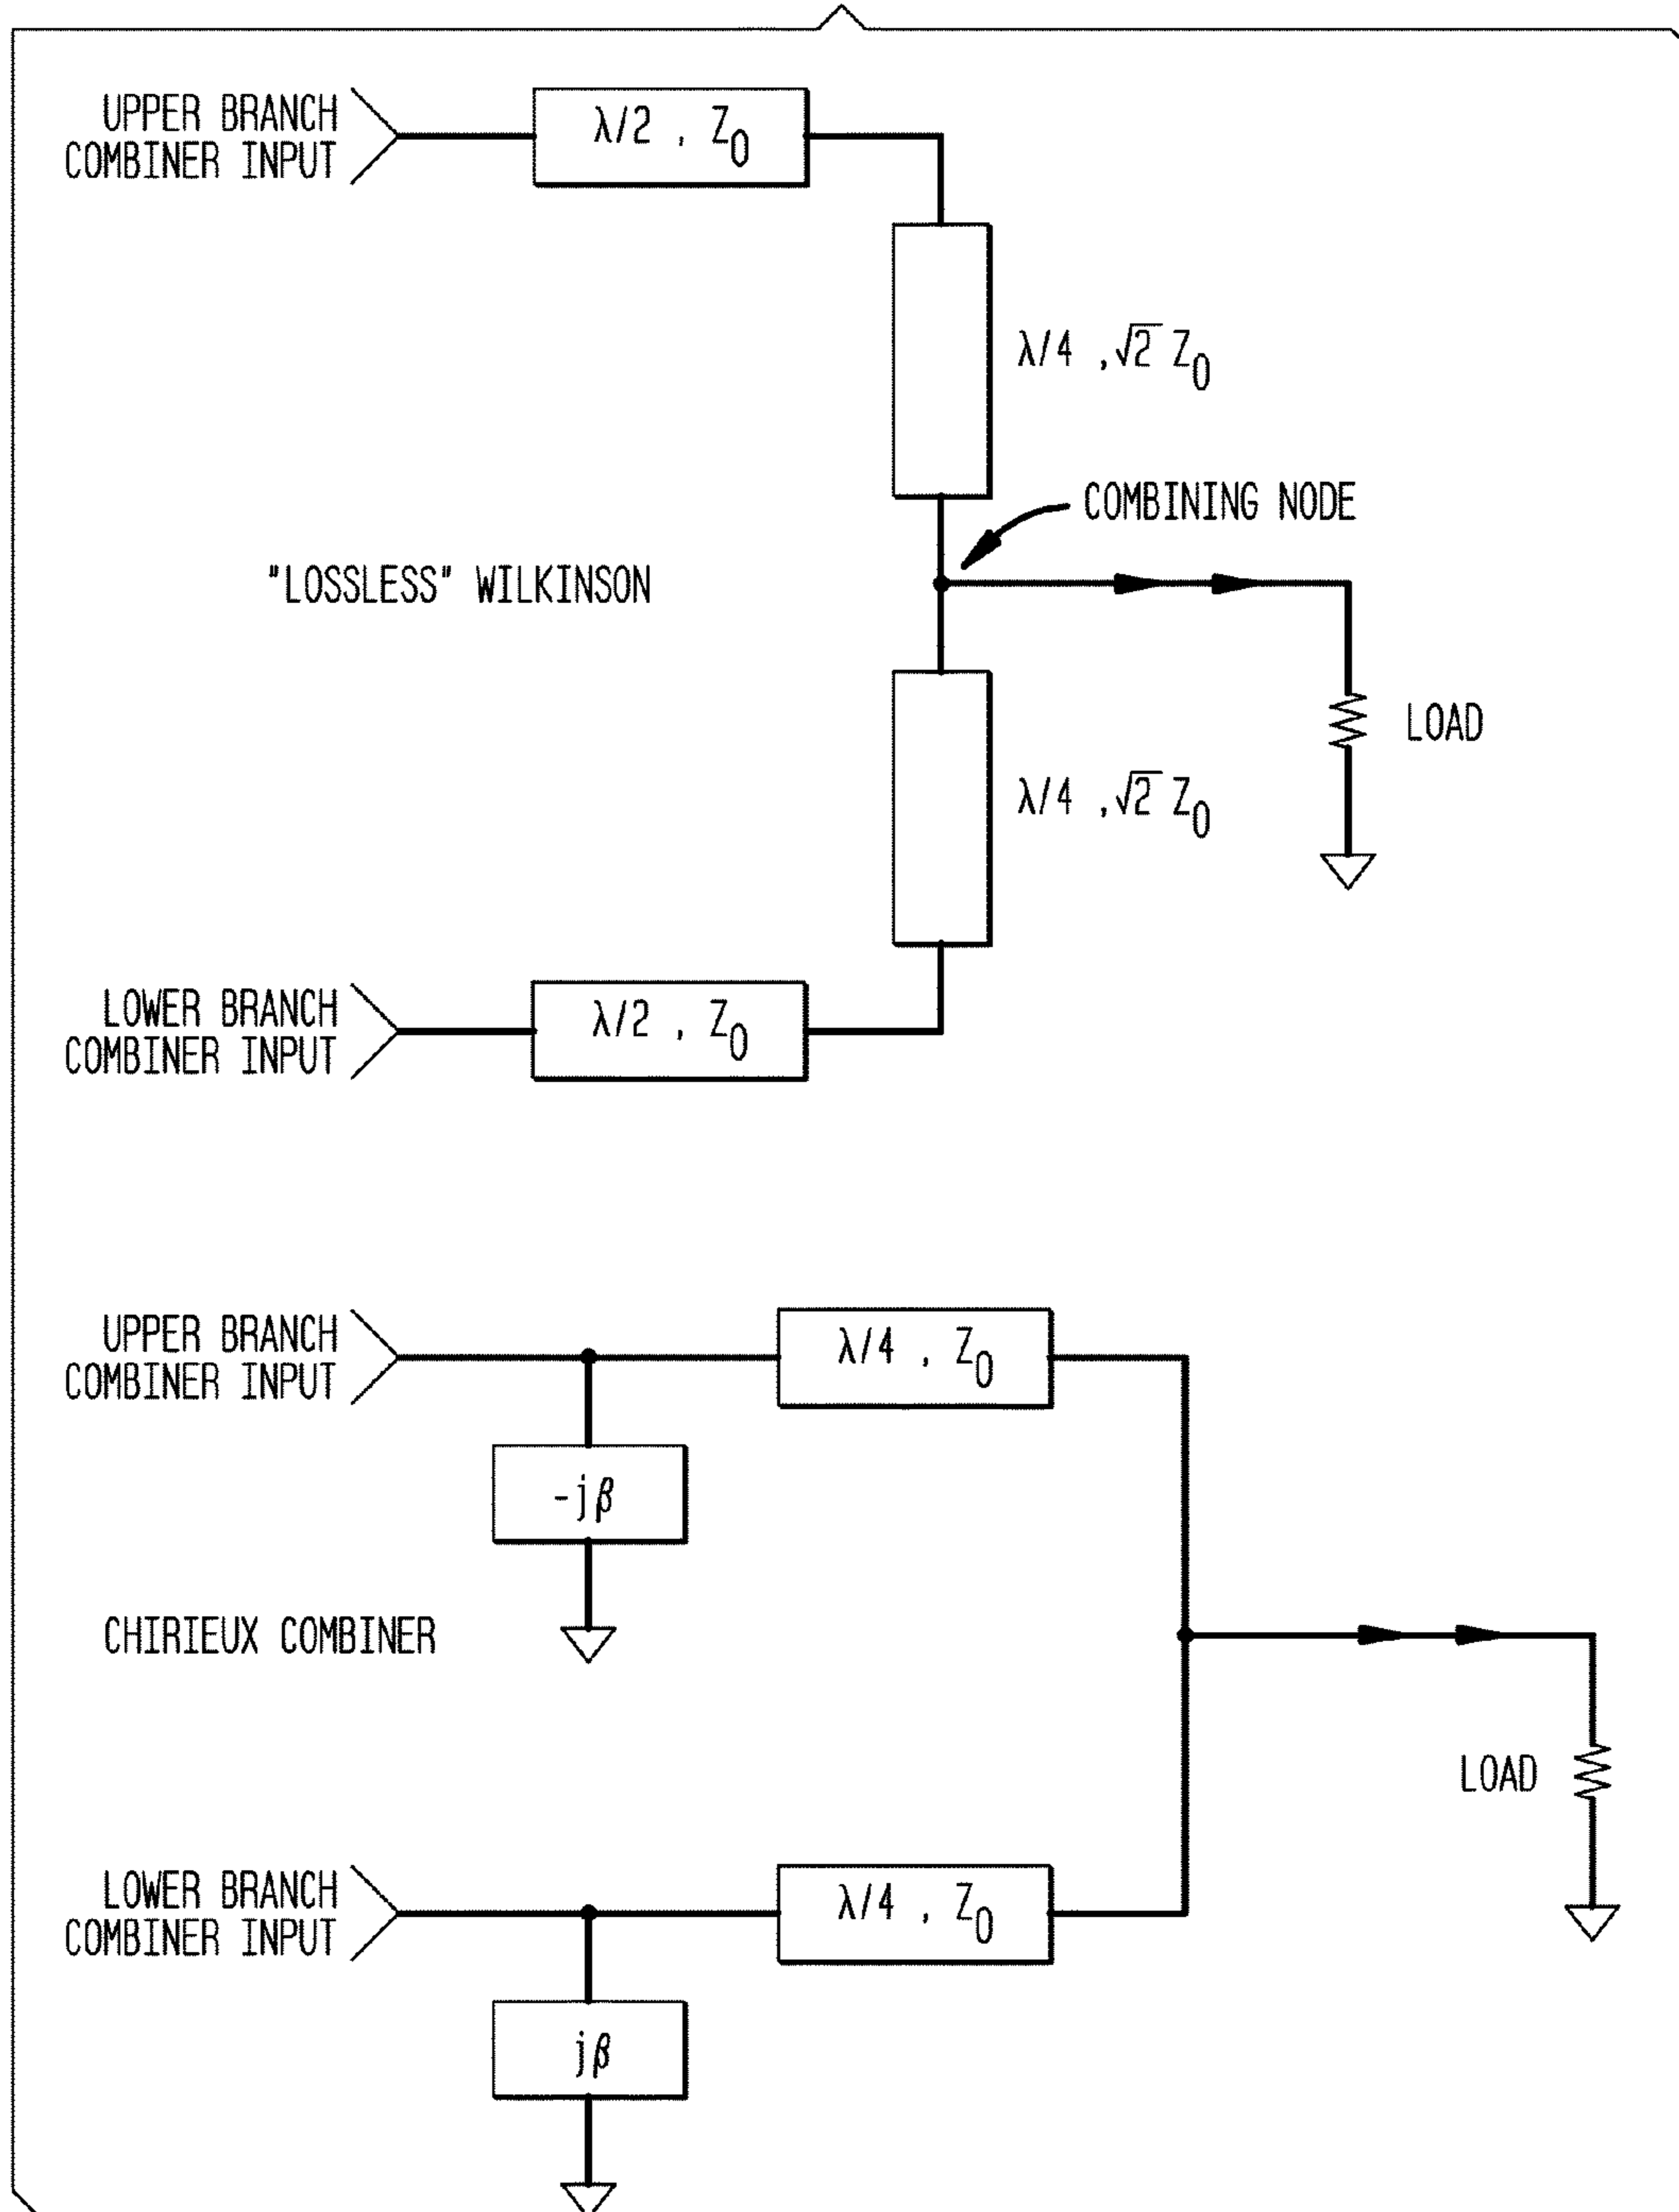 UPPER BRANCH
COMBINER INPUT
λ/2 , Z0
λ/4 ,√2 Z0
COMBINING NODE
"LOSSLESS" WILKINSON
LOAD
λ/4 ,√2 Z0
LOWER BRANCH
COMBINER INPUT
λ/2 , Z0
UPPER BRANCH
COMBINER INPUT
λ/4 , Z0
-jβ
CHIRIEUX COMBINER
LOAD
LOWER BRANCH
COMBINER INPUT
λ/4 , Z0
jβ